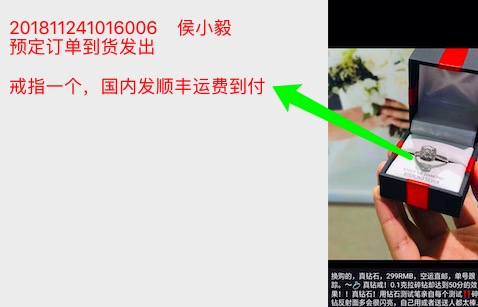 201811241016006 侯小毅
预定订单到货发出
戒指一个，国内发顺丰运费到付
换购的，真钻石，299RMB，空运直邮，单号跟
踪。～💍 真钻戒！0.1克拉碎钻却达到50分的效
果！！真钻石！用钻石测试笔亲自每个测试‼️碎
钻反射面多会很闪亮，自己用或者送送人都太棒